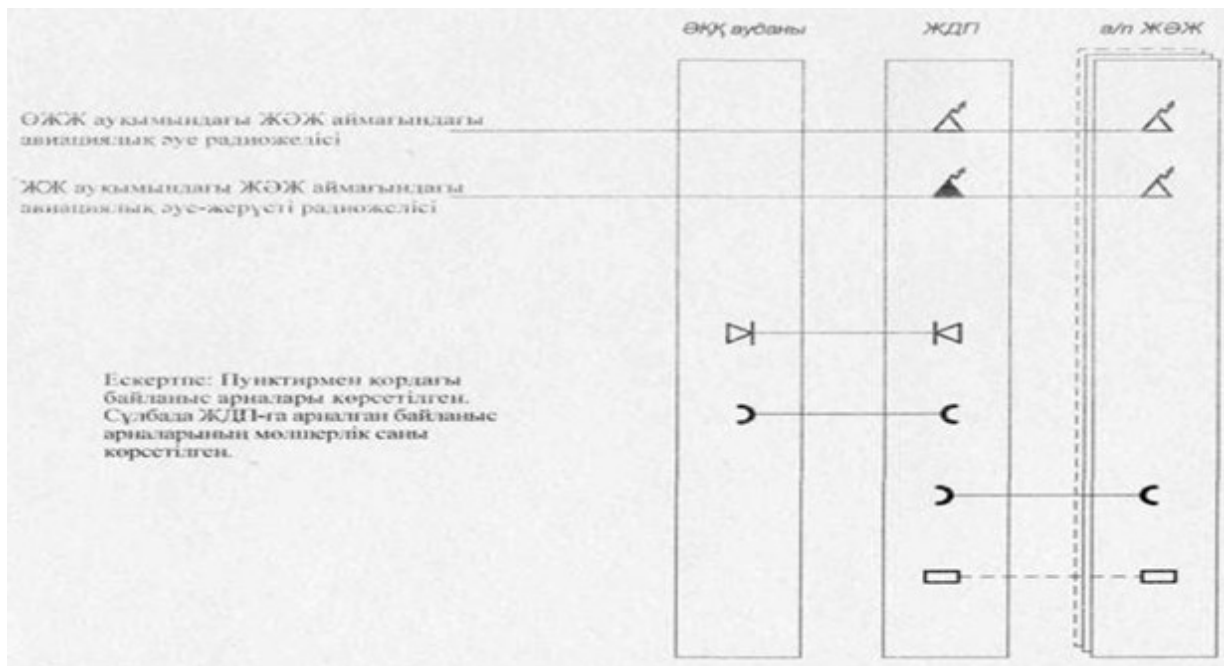 ӘҚҚ ауданы
ЖДП
а/п ЖӘЖ
ӨЖЖ ауқымындағы ЖӘЖ аймағындағы
авиациялық әуе радиожелісі
ЖЖ ауқымындағы ЖӘЖ аймағындағы
авиациялық әуе-жерүсті радиожелісі
Ескертпе: Пунктирмен қордағы
байланыс арналары көрсетілген.
Сұлбада ЖДП-ға арналған байланыс
арналарының мөлшерлік саны
көрсетілген.